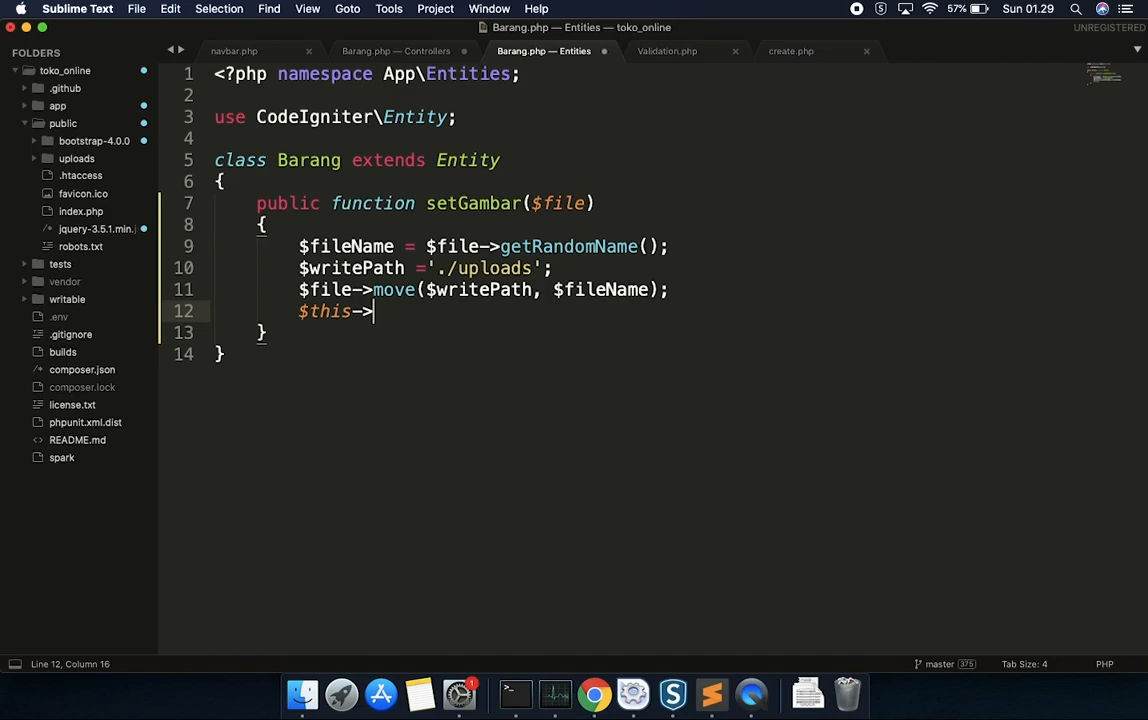 Sublime Text File Edit Selection Find View Goto Tools Project Window Help 57% Sun 01.29
Barang.php — Entities — toko_online UNREGISTERED
FOLDERS
toko_online
.github
app
public
bootstrap-4.0.0
uploads
.htaccess
favicon.ico
index.php
jquery-3.5.1.min.j
robots.txt
tests
vendor
writable
.env
.gitignore
builds
composer.json
composer.lock
license.txt
phpunit.xml.dist
README.md
spark
navbar.php Barang.php — Controllers Barang.php — Entities Validation.php create.php
1 <?php namespace App\Entities;
2
3 use CodeIgniter\Entity;
4
5 class Barang extends Entity
6 {
7 public function setGambar($file)
8 {
9 $fileName = $file->getRandomName();
10 $writePath ='./uploads';
11 $file->move($writePath, $fileName);
12 $this->
13 }
14 }
Line 12, Column 16 master 375 Tab Size: 4 PHP
1